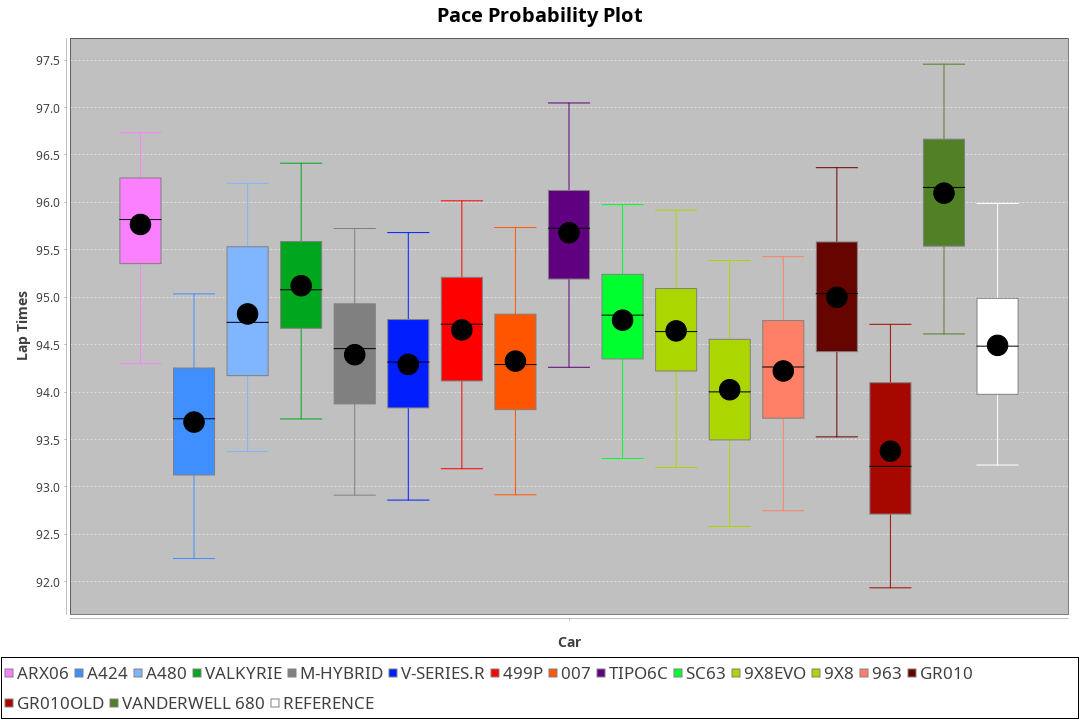 Pace Probability Plot
97.5
97.0
96.5
96.0
95.5
95.0
94.5
94.0
93.5
93.0
92.5
92.0
Lap Times
Car
ARX06 A424 A480 VALKYRIE M-HYBRID V-SERIES.R 499P 007 TIPO6C SC63 9X8EVO 9X8 963 GR010
GR010OLD VANDERWELL 680 REFERENCE